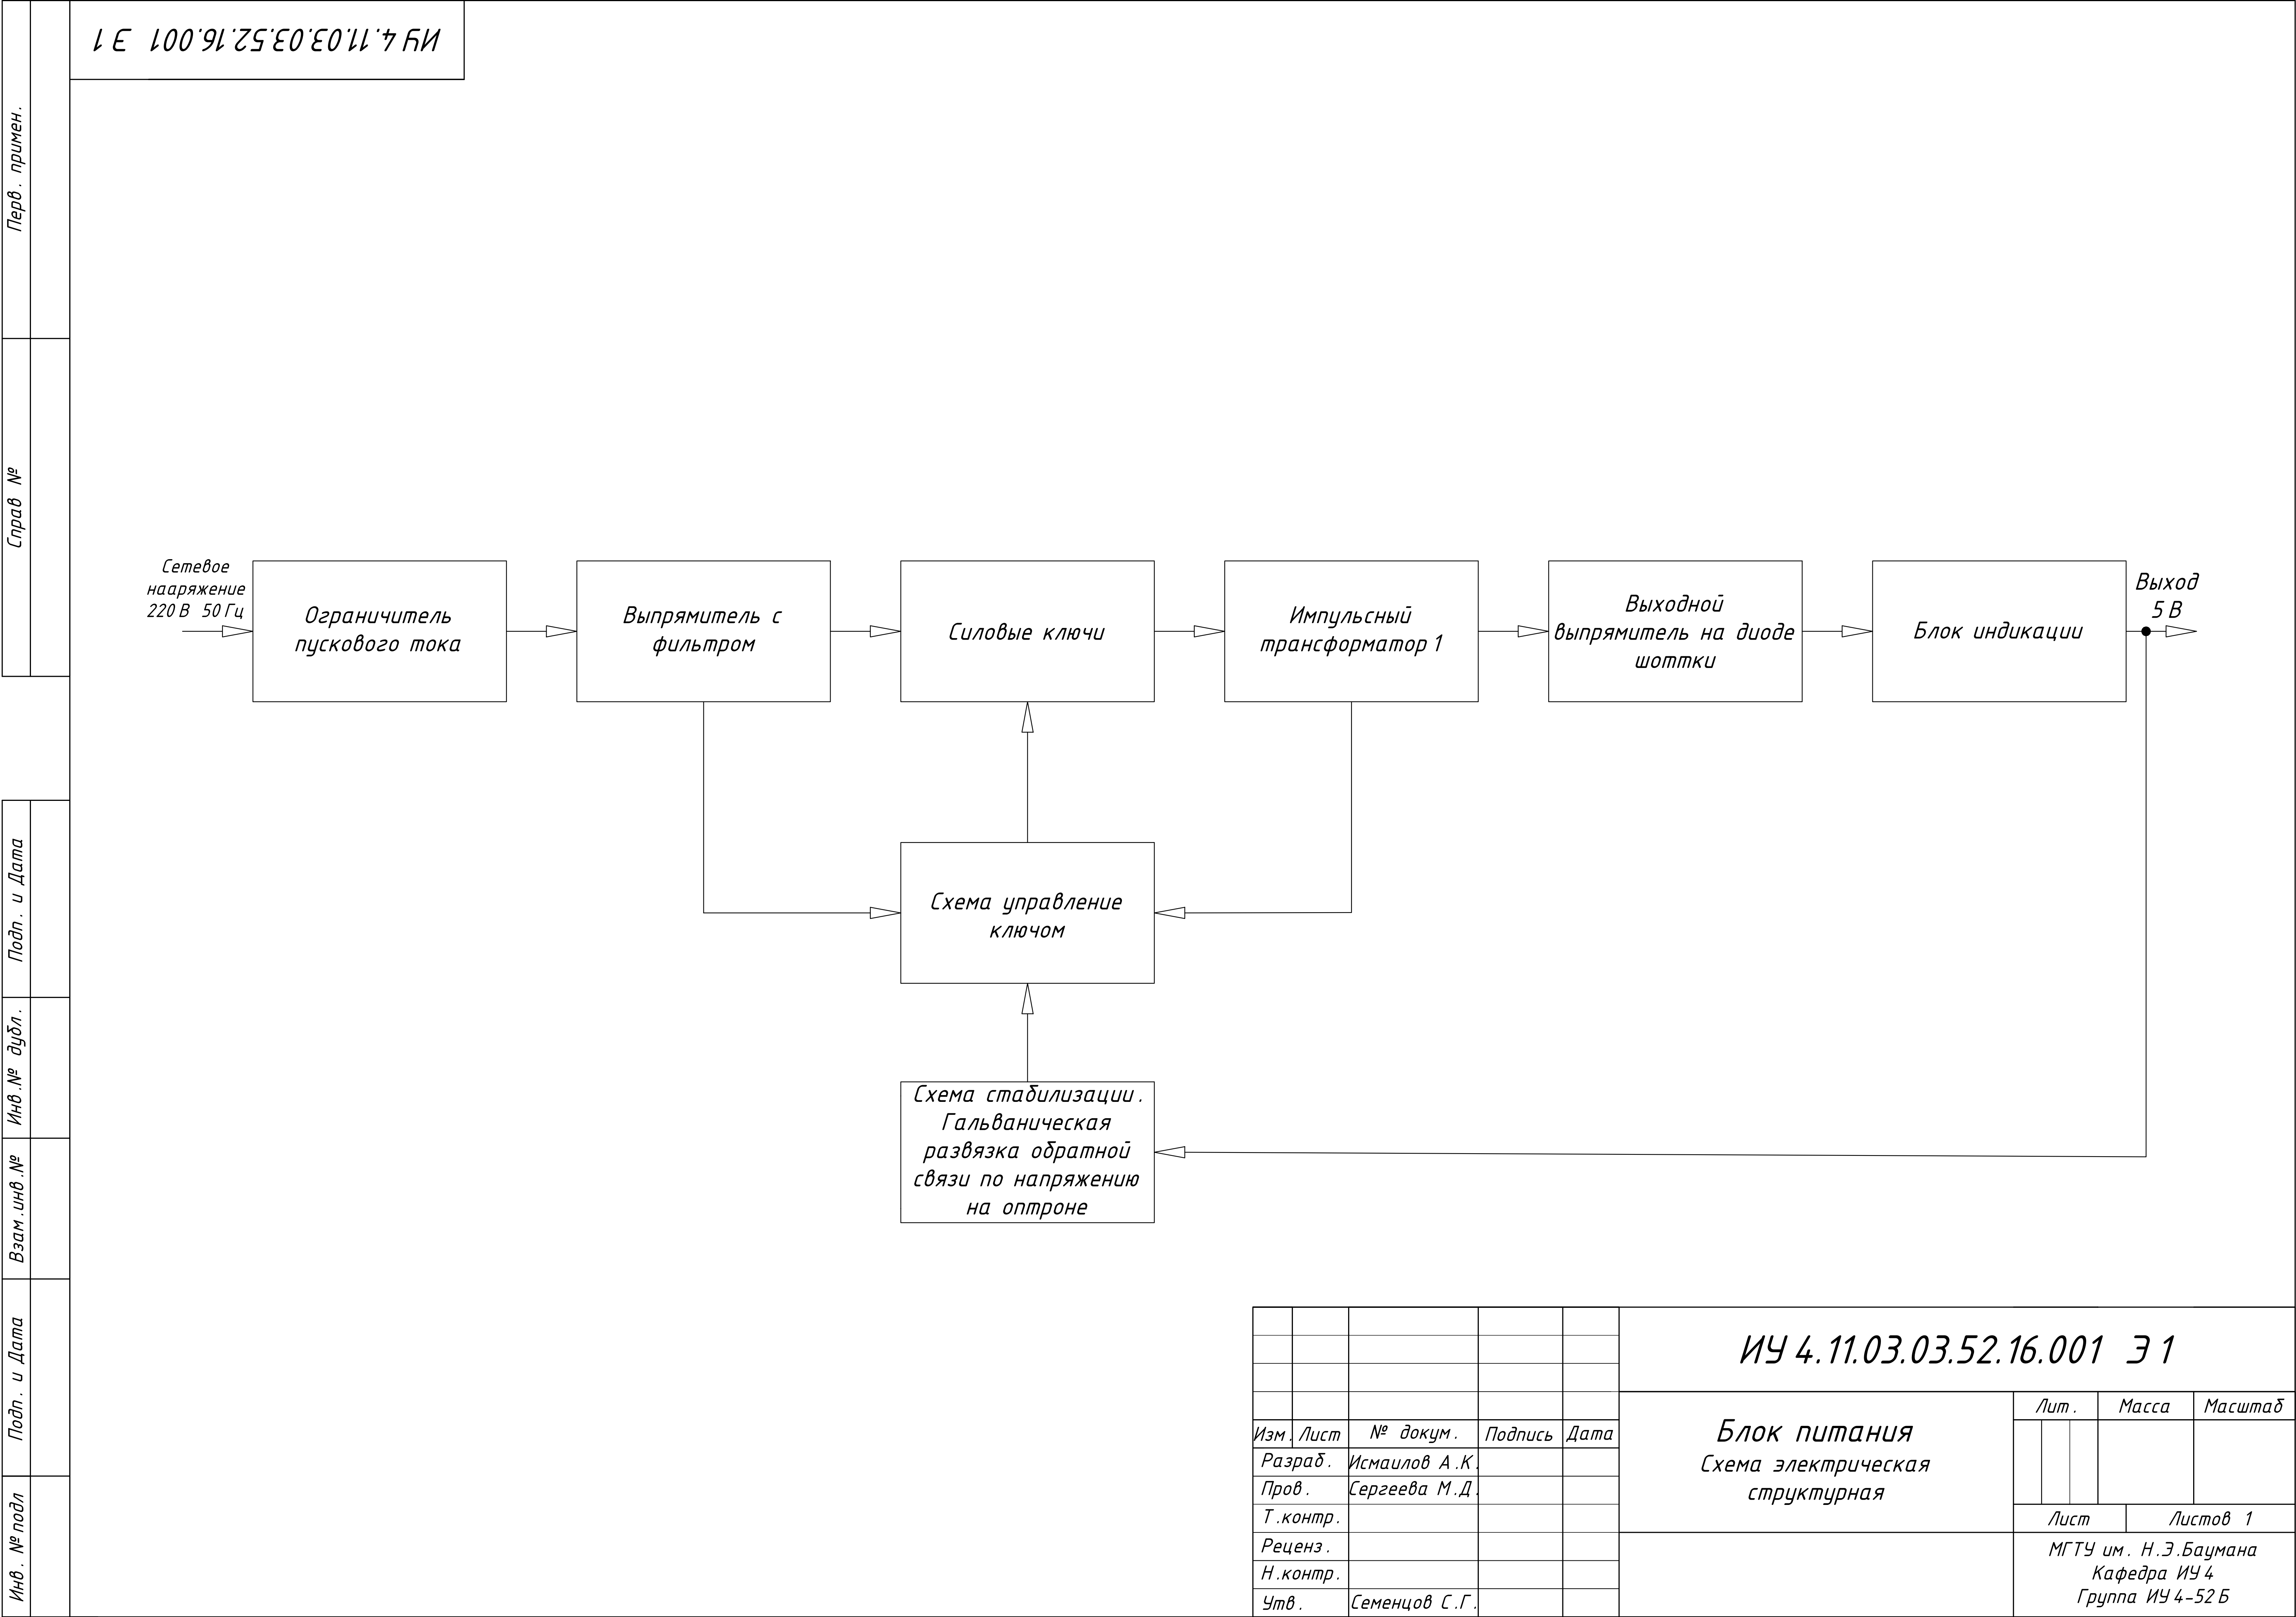 ИУ 4.11.03.03.52.16.001 Э 1
Перв. примен.
Справ №
Подп. и Дата
Инв.№ дубл.
Взам.инв.№
Подп. и Дата
Инв. № подл
Сетевое
нааряжение
220 В 50 Гц
Ограничитель
пускового тока
Выпрямитель с
фильтром
Силовые ключи
Импульсный
трансформатор 1
Выходной
выпрямитель на диоде
шоттки
Блок индикации
Выход
5 В
Схема управление
ключом
Схема стабилизации.
Гальваническая
развязка обратной
связи по напряжению
на оптроне
ИУ 4.11.03.03.52.16.001 Э 1
Изм. Лист № докум. Подпись Дата
Разраб. Исмаилов А.К.
Пров. Сергеева М.Д.
Т.контр.
Реценз.
Н.контр.
Утв. Семенцов С.Г.
Блок питания
Схема электрическая
структурная
Лит. Масса Масштаб
Лист Листов 1
МГТУ им. Н.Э.Баумана
Кафедра ИУ 4
Группа ИУ 4-52 Б